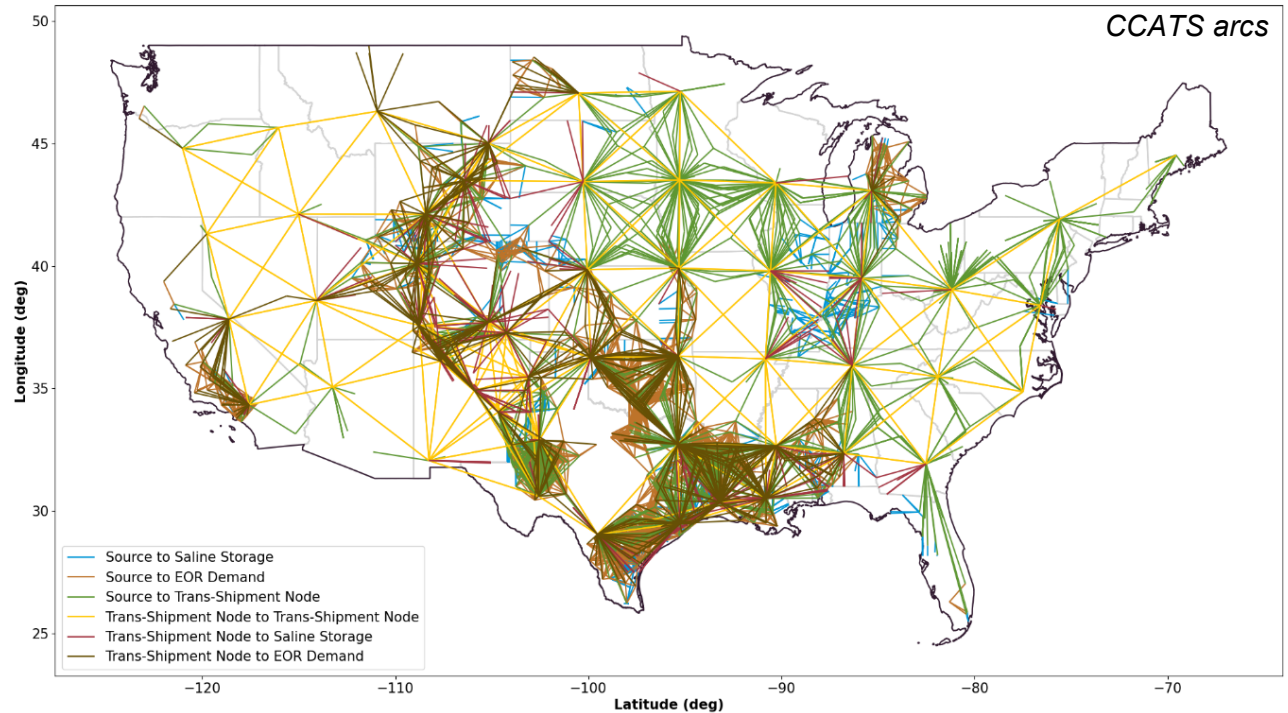 CCATS arcs
50
45
40
35
30
25
Longitude (deg)
Source to Saline Storage
Source to EOR Demand
Source to Trans-Shipment Node
Trans-Shipment Node to Trans-Shipment Node
Trans-Shipment Node to Saline Storage
Trans-Shipment Node to EOR Demand
−120 −110 −100 −90 −80 −70
Latitude (deg)